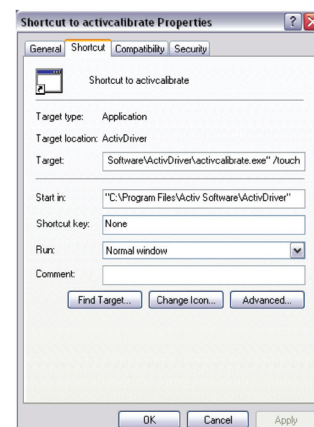 Shortcut to activcalibrate Properties
General Shortcut Compatibility Security
Shortcut to activcalibrate
Target type: Application
Target location: ActivDriver
Target: Software\ActivDriver\activcalibrate.exe" /touch
Start in: "C:\Program Files\Activ Software\ActivDriver"
Shortcut key: None
Run: Normal window
Comment:
Find Target... Change Icon... Advanced...
OK Cancel Apply